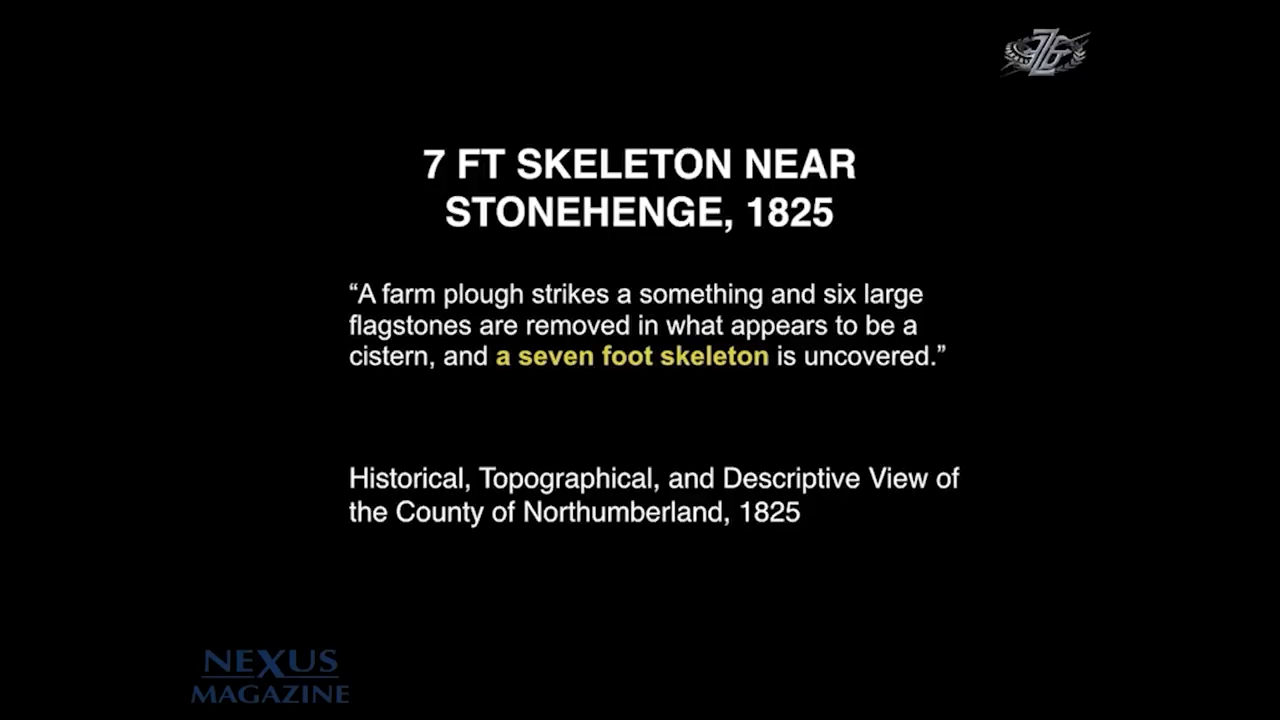 7 FT SKELETON NEAR
STONEHENGE, 1825
“A farm plough strikes a something and six large
flagstones are removed in what appears to be a
cistern, and a seven foot skeleton is uncovered.”
Historical, Topographical, and Descriptive View of
the County of Northumberland, 1825
NEXUS
MAGAZINE